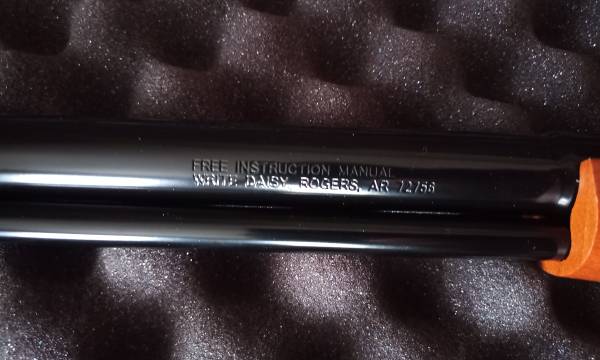 FREE INSTRUCTION MANUAL
WRITE DAISY ROGERS, AR 72756